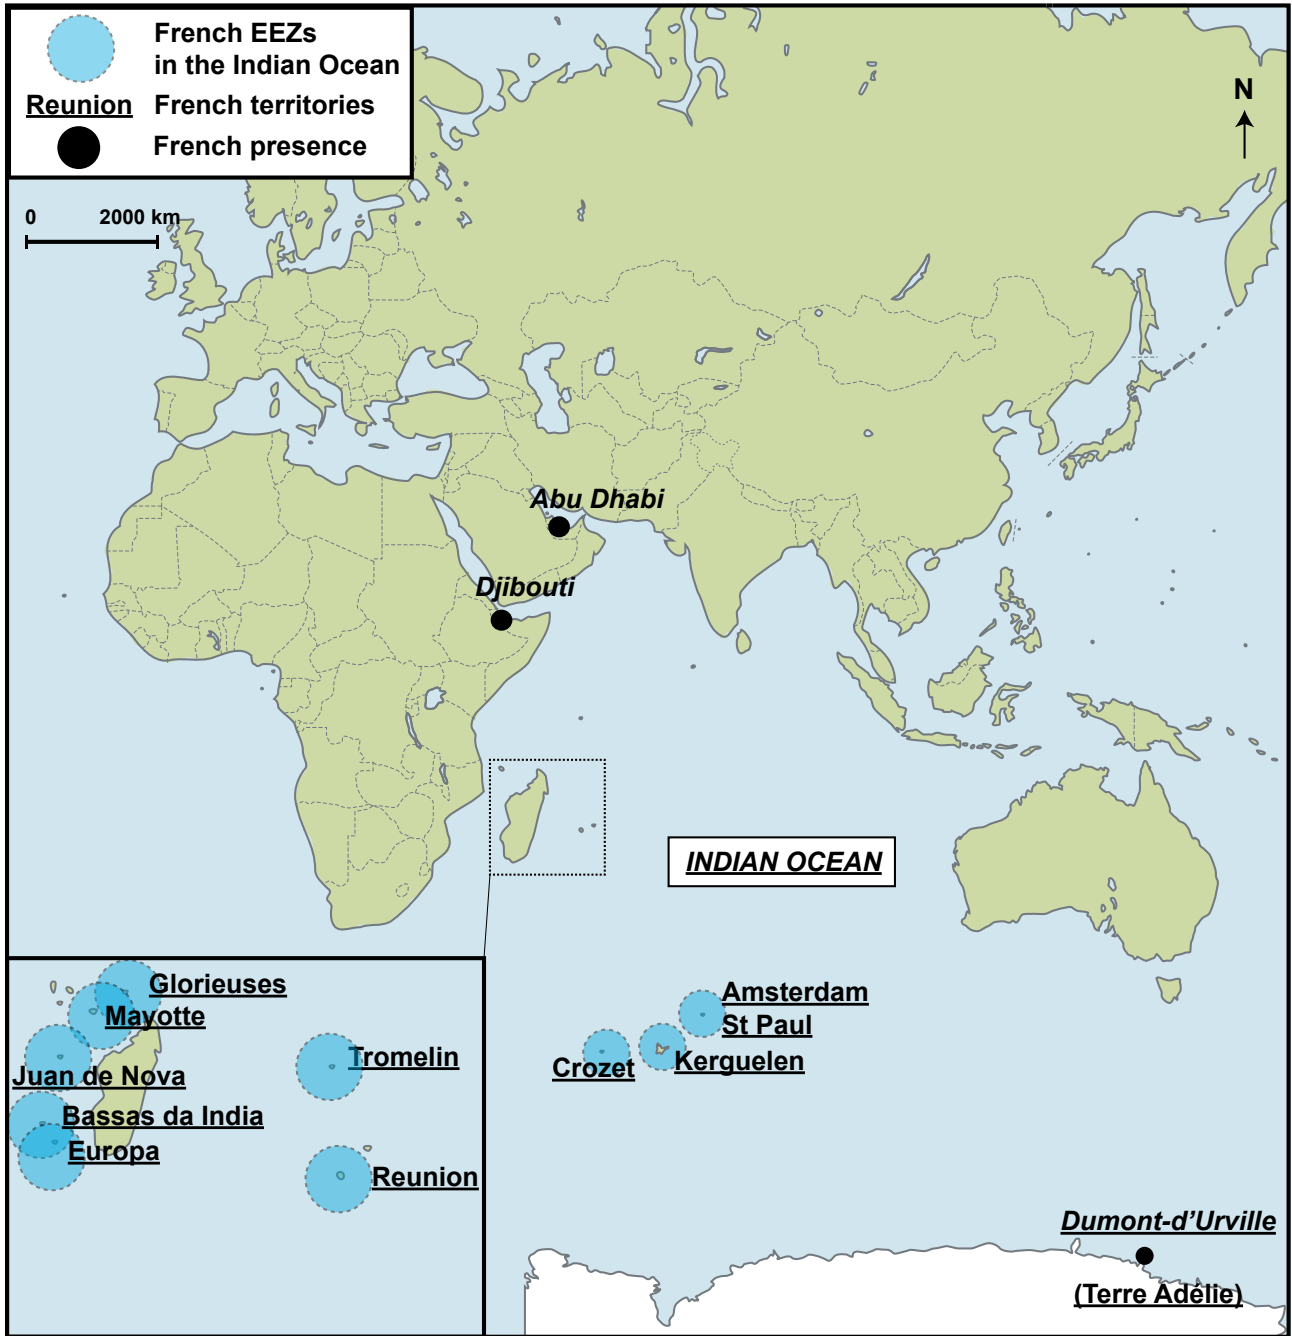 French EEZs
in the Indian Ocean
Reunion French territories
French presence
N
0 2000 km
Abu Dhabi
Djibouti
INDIAN OCEAN
Glorieuses
Mayotte
Tromelin
Juan de Nova
Bassas da India
Europa
Reunion
Amsterdam
St Paul
Crozet
Kerguelen
Dumont-d'Urville
(Terre Adélie)